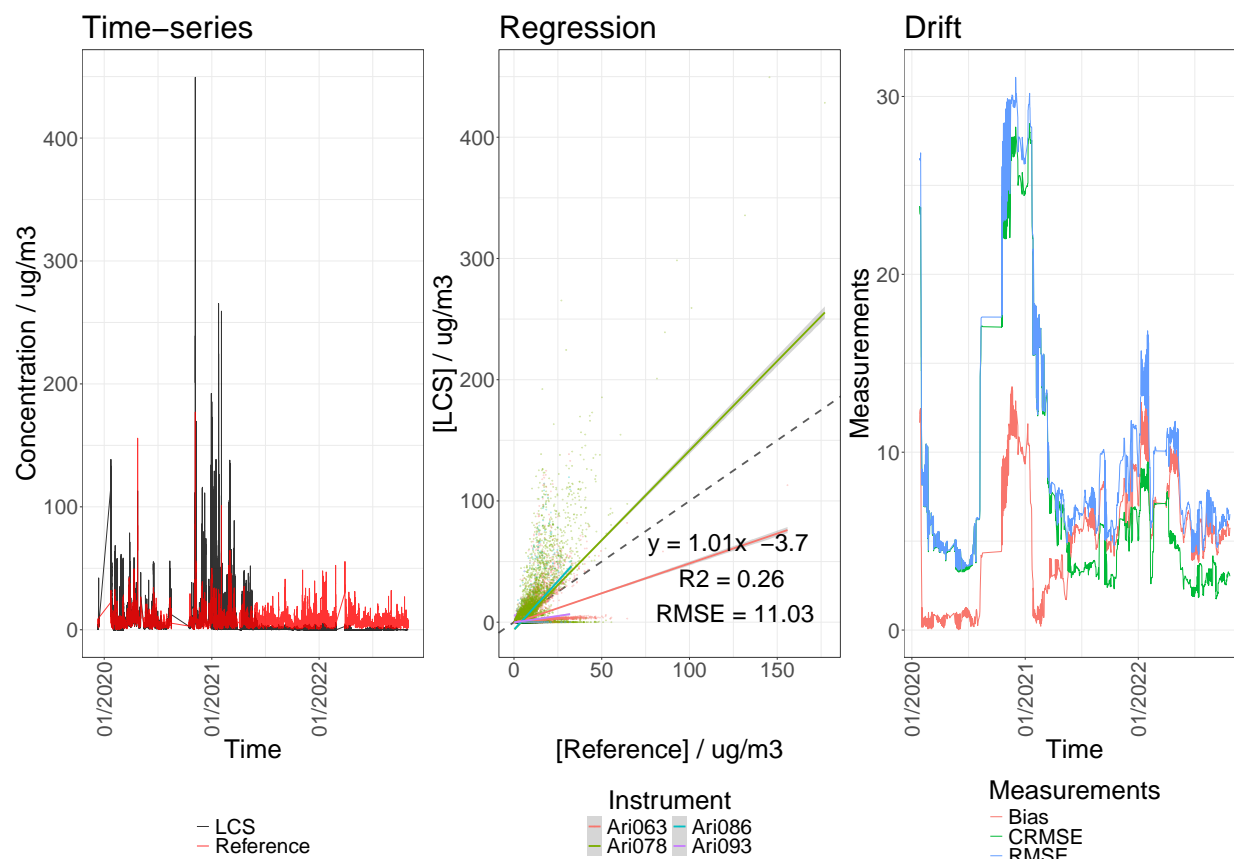 Time−series
Regression
Drift
Concentration / ug/m3
400
300
200
100
0
01/2020
01/2021
01/2022
Time
LCS
Reference
[LCS] / ug/m3
400
300
200
100
0
y = 1.01x −3.7
R2 = 0.26
RMSE = 11.03
0
50
100
150
[Reference] / ug/m3
Instrument
Ari063
Ari086
Ari078
Ari093
Measurements
30
20
10
0
01/2020
01/2021
01/2022
Time
Measurements
Bias
CRMSE
RMSE